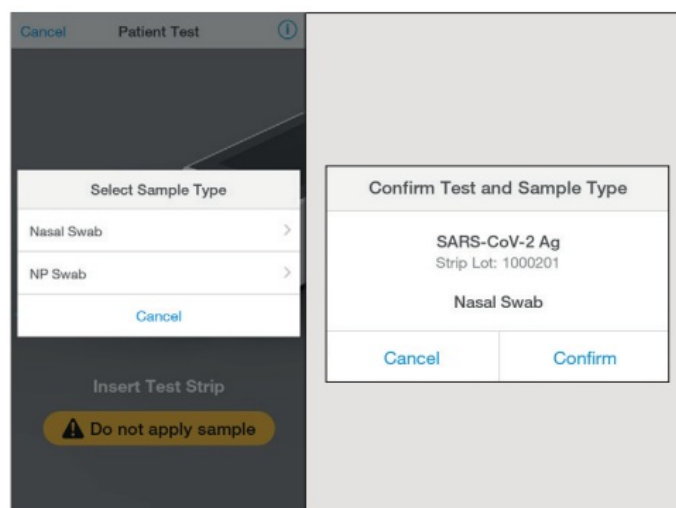 Cancel Patient Test
Select Sample Type
Nasal Swab
NP Swab
Cancel
Insert Test Strip
Do not apply sample
Confirm Test and Sample Type
SARS-CoV-2 Ag
Strip Lot: 1000201
Nasal Swab
Cancel Confirm